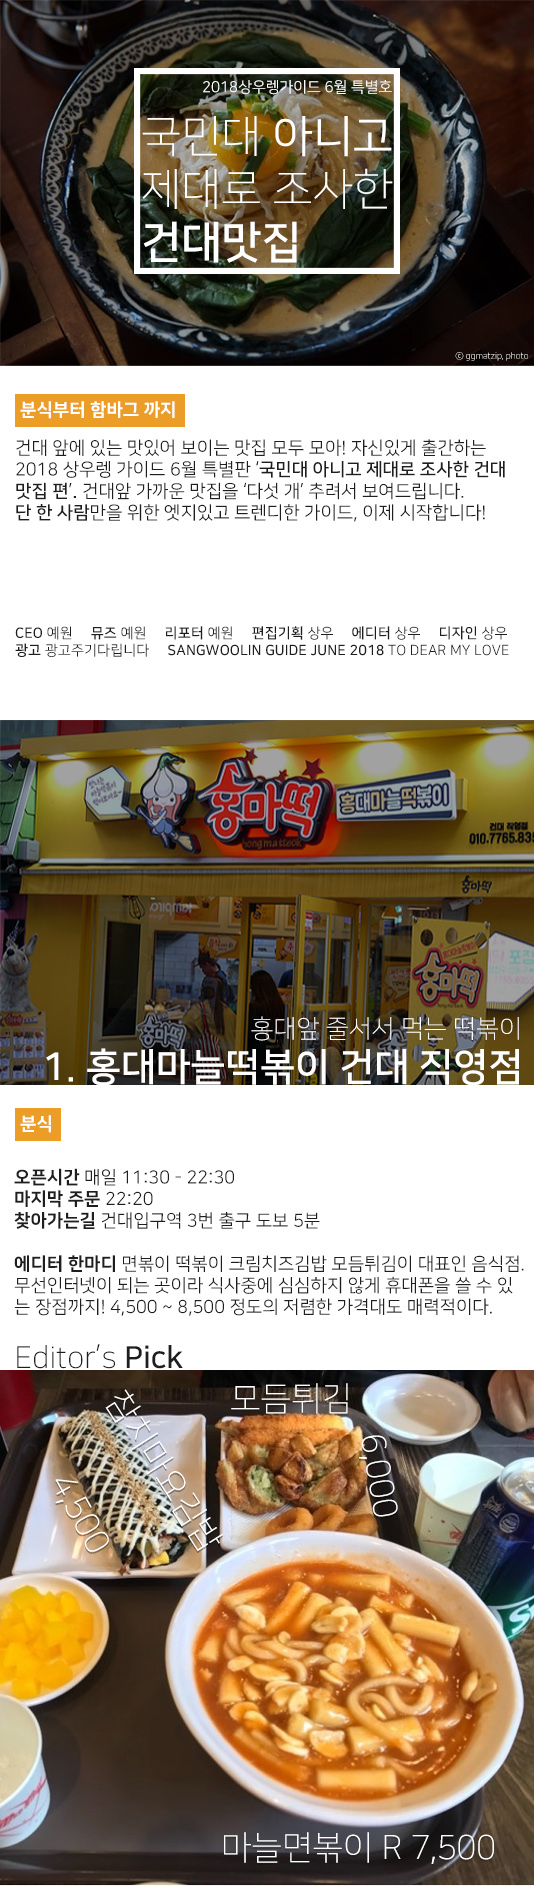 2018상우렝가이드 6월 특별호
국민대 아니고
제대로 조사한
건대맛집
ⓒ ggmatzip, photo
분식부터 함바그 까지
건대 앞에 있는 맛있어 보이는 맛집 모두 모아! 자신있게 출간하는
2018 상우렝 가이드 6월 특별판 ‘국민대 아니고 제대로 조사한 건대
맛집 편’. 건대앞 가까운 맛집을 ‘다섯 개’ 추려서 보여드립니다.
단 한 사람만을 위한 엣지있고 트렌디한 가이드, 이제 시작합니다!
CEO 예원 뮤즈 예원 리포터 예원 편집기획 상우 에디터 상우 디자인 상우
광고 광고주기다립니다 SANGWOOLIN GUIDE JUNE 2018 TO DEAR MY LOVE
홍마떡
hong ma tteok
홍대마늘떡볶이
건대 직영점
010.7765.835
홍마떡
홍마떡
홍대앞 줄서서 먹는 떡볶이
1. 홍대마늘떡볶이 건대 직영점
분식
오픈시간 매일 11:30 - 22:30
마지막 주문 22:20
찾아가는길 건대입구역 3번 출구 도보 5분
에디터 한마디 면볶이 떡볶이 크림치즈김밥 모듬튀김이 대표인 음식점.
무선인터넷이 되는 곳이라 식사중에 심심하지 않게 휴대폰을 쓸 수 있
는 장점까지! 4,500 ~ 8,500 정도의 저렴한 가격대도 매력적이다.
Editor’s Pick
모듬튀김
6,000
참치마요김밥
4,500
마늘면볶이 R 7,500